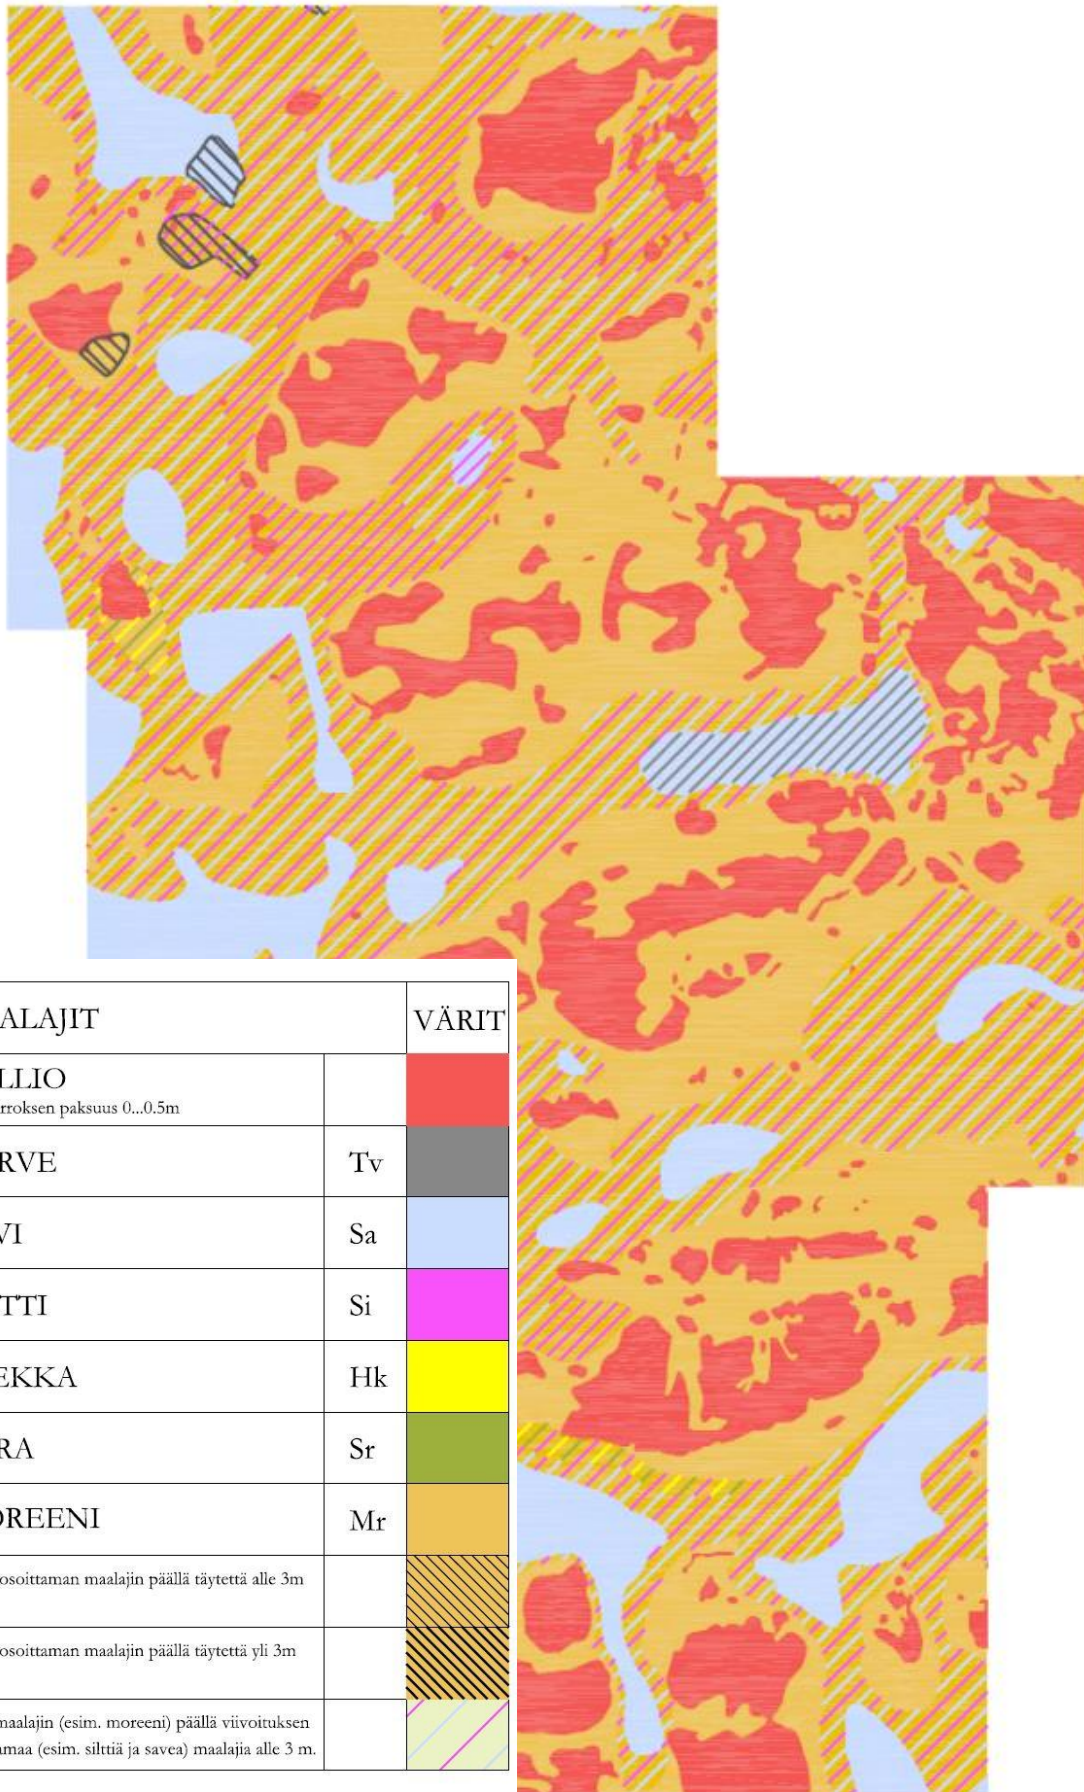 ALAJIT VÄRIT
LLIO
rroksen paksuus 0...0.5m
RVE Tv
VI Sa
TTI Si
EKKA Hk
RA Sr
OREENI Mr
osoittaman maalajin päällä täytettä alle 3m
osoittaman maalajin päällä täytettä yli 3m
maalajin (esim. moreeni) päällä viivoituksen
amaa (esim. silttiä ja savea) maalajia alle 3 m.